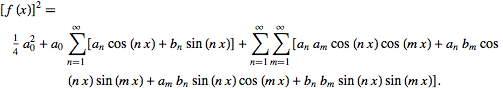 [f (x)]² =
¼ a₀² + a₀ ∑_{n=1}^{∞} [aₙ cos (n x) + bₙ sin (n x)] + ∑_{n=1}^{∞} ∑_{m=1}^{∞} [aₙ aₘ cos (n x) cos (m x) + aₙ bₘ cos
(n x) sin (m x) + aₘ bₙ sin (n x) cos (m x) + bₙ bₘ sin (n x) sin (m x)].